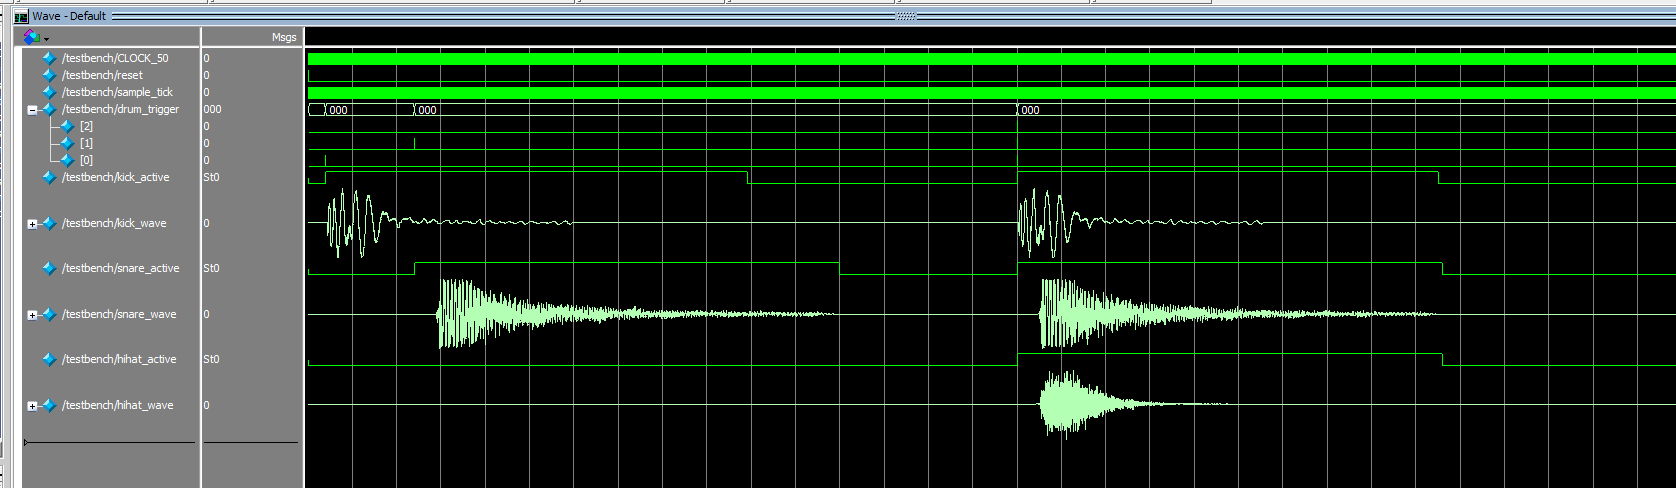 Wave - Default
Msgs
/testbench/CLOCK_50 0
/testbench/reset 0
/testbench/sample_tick 0
/testbench/drum_trigger 000 000 000 000
[2] 0
[1] 0
[0] 0
/testbench/kick_active St0
/testbench/kick_wave 0
/testbench/snare_active St0
/testbench/snare_wave 0
/testbench/hihat_active St0
/testbench/hihat_wave 0